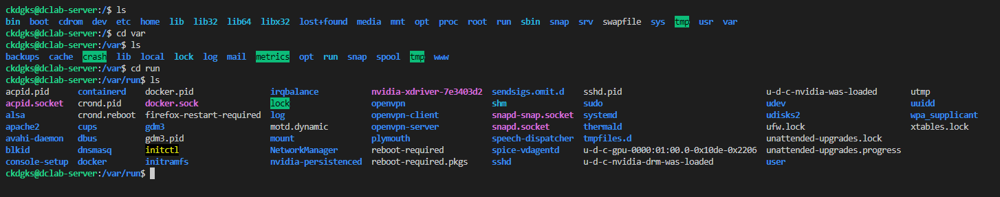 ckdgks@dclab-server:/$ ls
bin boot cdrom dev etc home lib lib32 lib64 libx32 lost+found media mnt opt proc root run sbin snap srv swapfile sys tmp usr var
ckdgks@dclab-server:/$ cd var
ckdgks@dclab-server:/var$ ls
backups cache crash lib local lock log mail metrics opt run snap spool tmp www
ckdgks@dclab-server:/var$ cd run
ckdgks@dclab-server:/var/run$ ls
acpid.pid containerd docker.pid irqbalance nvidia-xdriver-7e3403d2 sendsigs.omit.d sshd.pid u-d-c-nvidia-was-loaded utmp
acpid.socket crond.pid docker.sock lock openvpn shm sudo udev uuidd
alsa crond.reboot firefox-restart-required log openvpn-client snapd-snap.socket systemd udisks2 wpa_supplicant
apache2 cups gdm3 motd.dynamic openvpn-server snapd.socket thermald ufw.lock xtables.lock
avahi-daemon dbus gdm3.pid mount plymouth speech-dispatcher tmpfiles.d unattended-upgrades.lock
blkid dnsmasq initctl NetworkManager reboot-required spice-vdagentd u-d-c-gpu-0000:01:00.0-0x10de-0x2206 unattended-upgrades.progress
console-setup docker initramfs nvidia-persistenced reboot-required.pkgs sshd u-d-c-nvidia-drm-was-loaded user
ckdgks@dclab-server:/var/run$